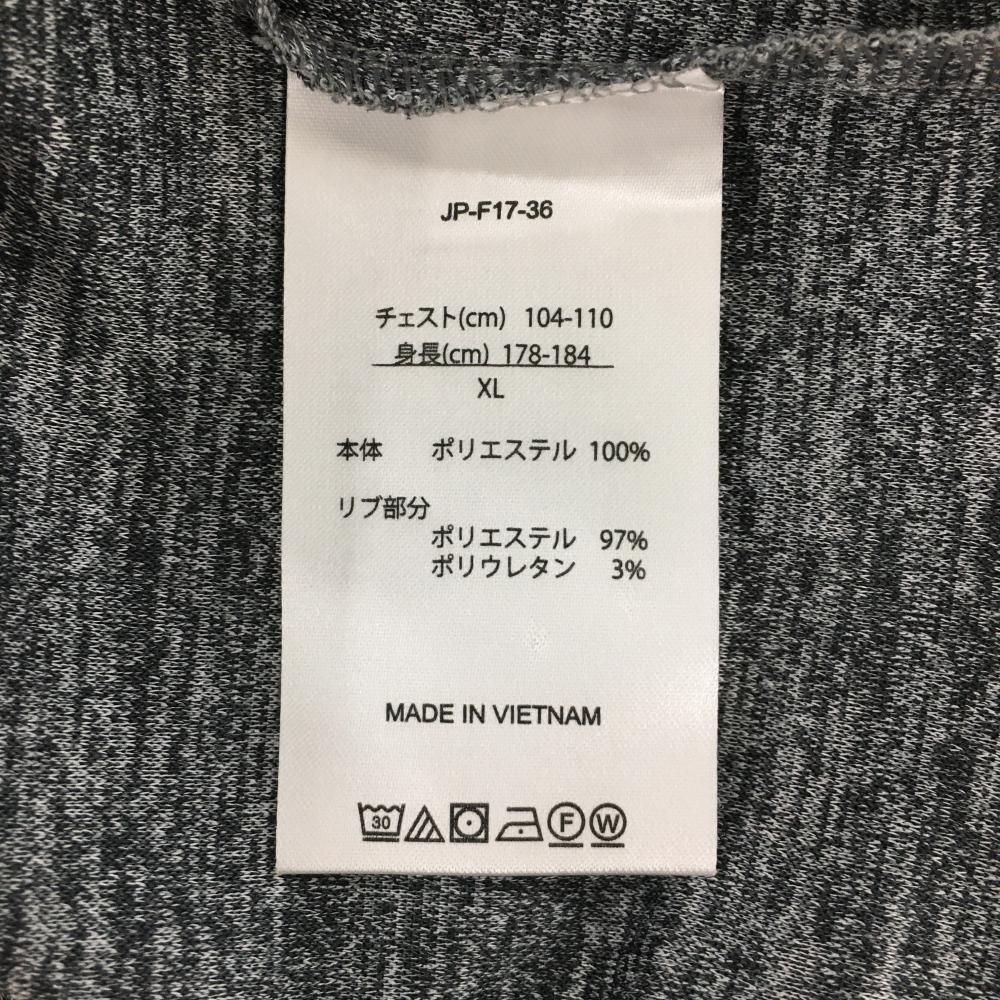 JP-F17-36
チェスト(cm) 104-110
身長(cm) 178-184
XL
本体 ポリエステル 100%
リブ部分
ポリエステル 97%
ポリウレタン 3%
MADE IN VIETNAM
30 F W